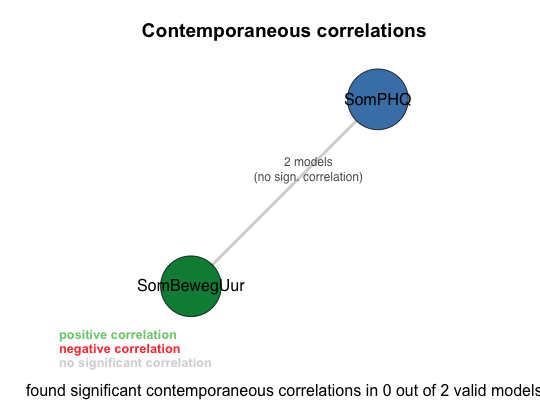 Contemporaneous correlations
SomPHQ
2 models
(no sign. correlation)
SomBewegUur
positive correlation
negative correlation
no significant correlation
found significant contemporaneous correlations in 0 out of 2 valid models